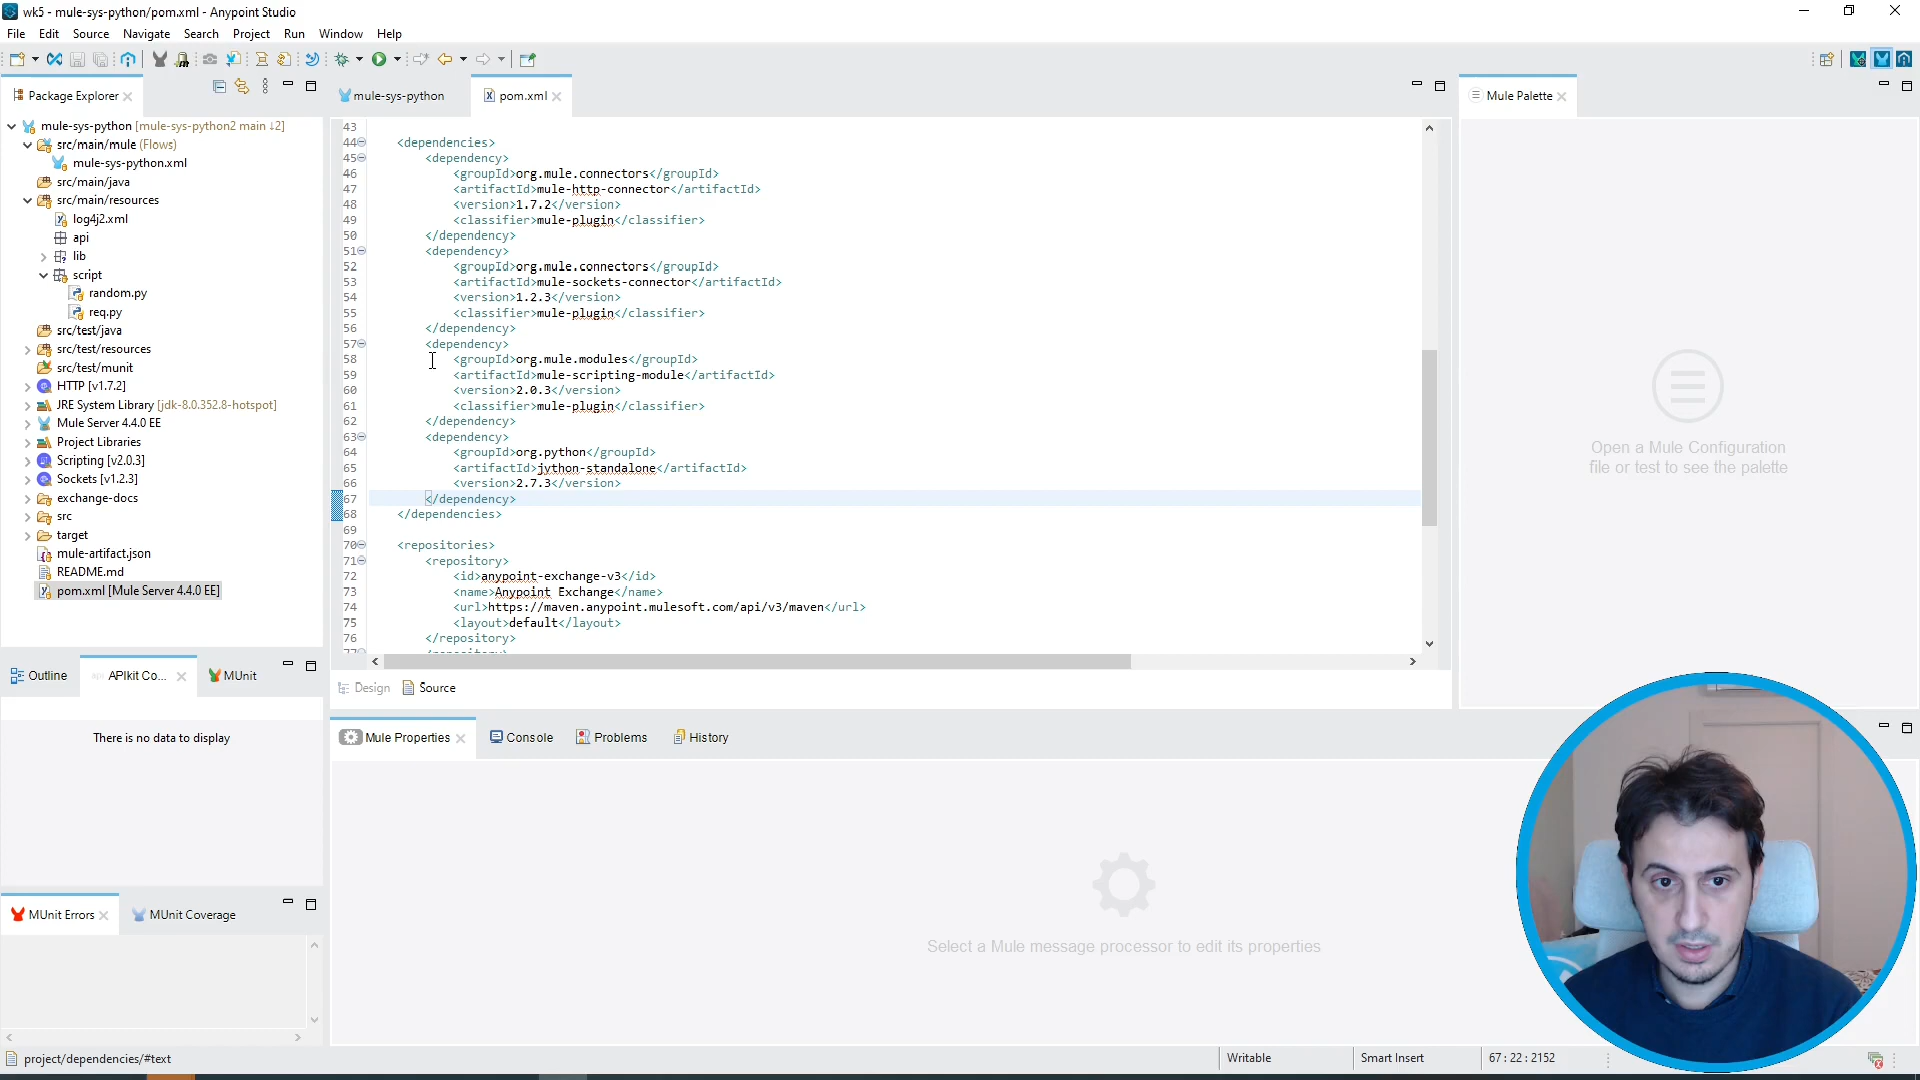 wk5 - mule-sys-python/pom.xml - Anypoint Studio
File Edit Source Navigate Search Project Run Window Help
Package Explorer
mule-sys-python
pom.xml
Mule Palette
mule-sys-python [mule-sys-python2 main ↓2]
src/main/mule (Flows)
mule-sys-python.xml
src/main/java
src/main/resources
log4j2.xml
api
lib
script
random.py
req.py
src/test/java
src/test/resources
src/test/munit
HTTP [v1.7.2]
JRE System Library [jdk-8.0.352.8-hotspot]
Mule Server 4.4.0 EE
Project Libraries
Scripting [v2.0.3]
Sockets [v1.2.3]
exchange-docs
src
target
mule-artifact.json
README.md
pom.xml [Mule Server 4.4.0 EE]
43
44 <dependencies>
45 <dependency>
46 <groupId>org.mule.connectors</groupId>
47 <artifactId>mule-http-connector</artifactId>
48 <version>1.7.2</version>
49 <classifier>mule-plugin</classifier>
50 </dependency>
51 <dependency>
52 <groupId>org.mule.connectors</groupId>
53 <artifactId>mule-sockets-connector</artifactId>
54 <version>1.2.3</version>
55 <classifier>mule-plugin</classifier>
56 </dependency>
57 <dependency>
58 <groupId>org.mule.modules</groupId>
59 <artifactId>mule-scripting-module</artifactId>
60 <version>2.0.3</version>
61 <classifier>mule-plugin</classifier>
62 </dependency>
63 <dependency>
64 <groupId>org.python</groupId>
65 <artifactId>jython-standalone</artifactId>
66 <version>2.7.3</version>
67 </dependency>
68 </dependencies>
69
70 <repositories>
71 <repository>
72 <id>anypoint-exchange-v3</id>
73 <name>Anypoint Exchange</name>
74 <url>https://maven.anypoint.mulesoft.com/api/v3/maven</url>
75 <layout>default</layout>
76 </repository>
Design Source
Open a Mule Configuration
file or test to see the palette
Outline APIkit Co... MUnit
There is no data to display
MUnit Errors MUnit Coverage
Mule Properties Console Problems History
Select a Mule message processor to edit its properties
project/dependencies/#text
Writable
Smart Insert
67 : 22 : 2152